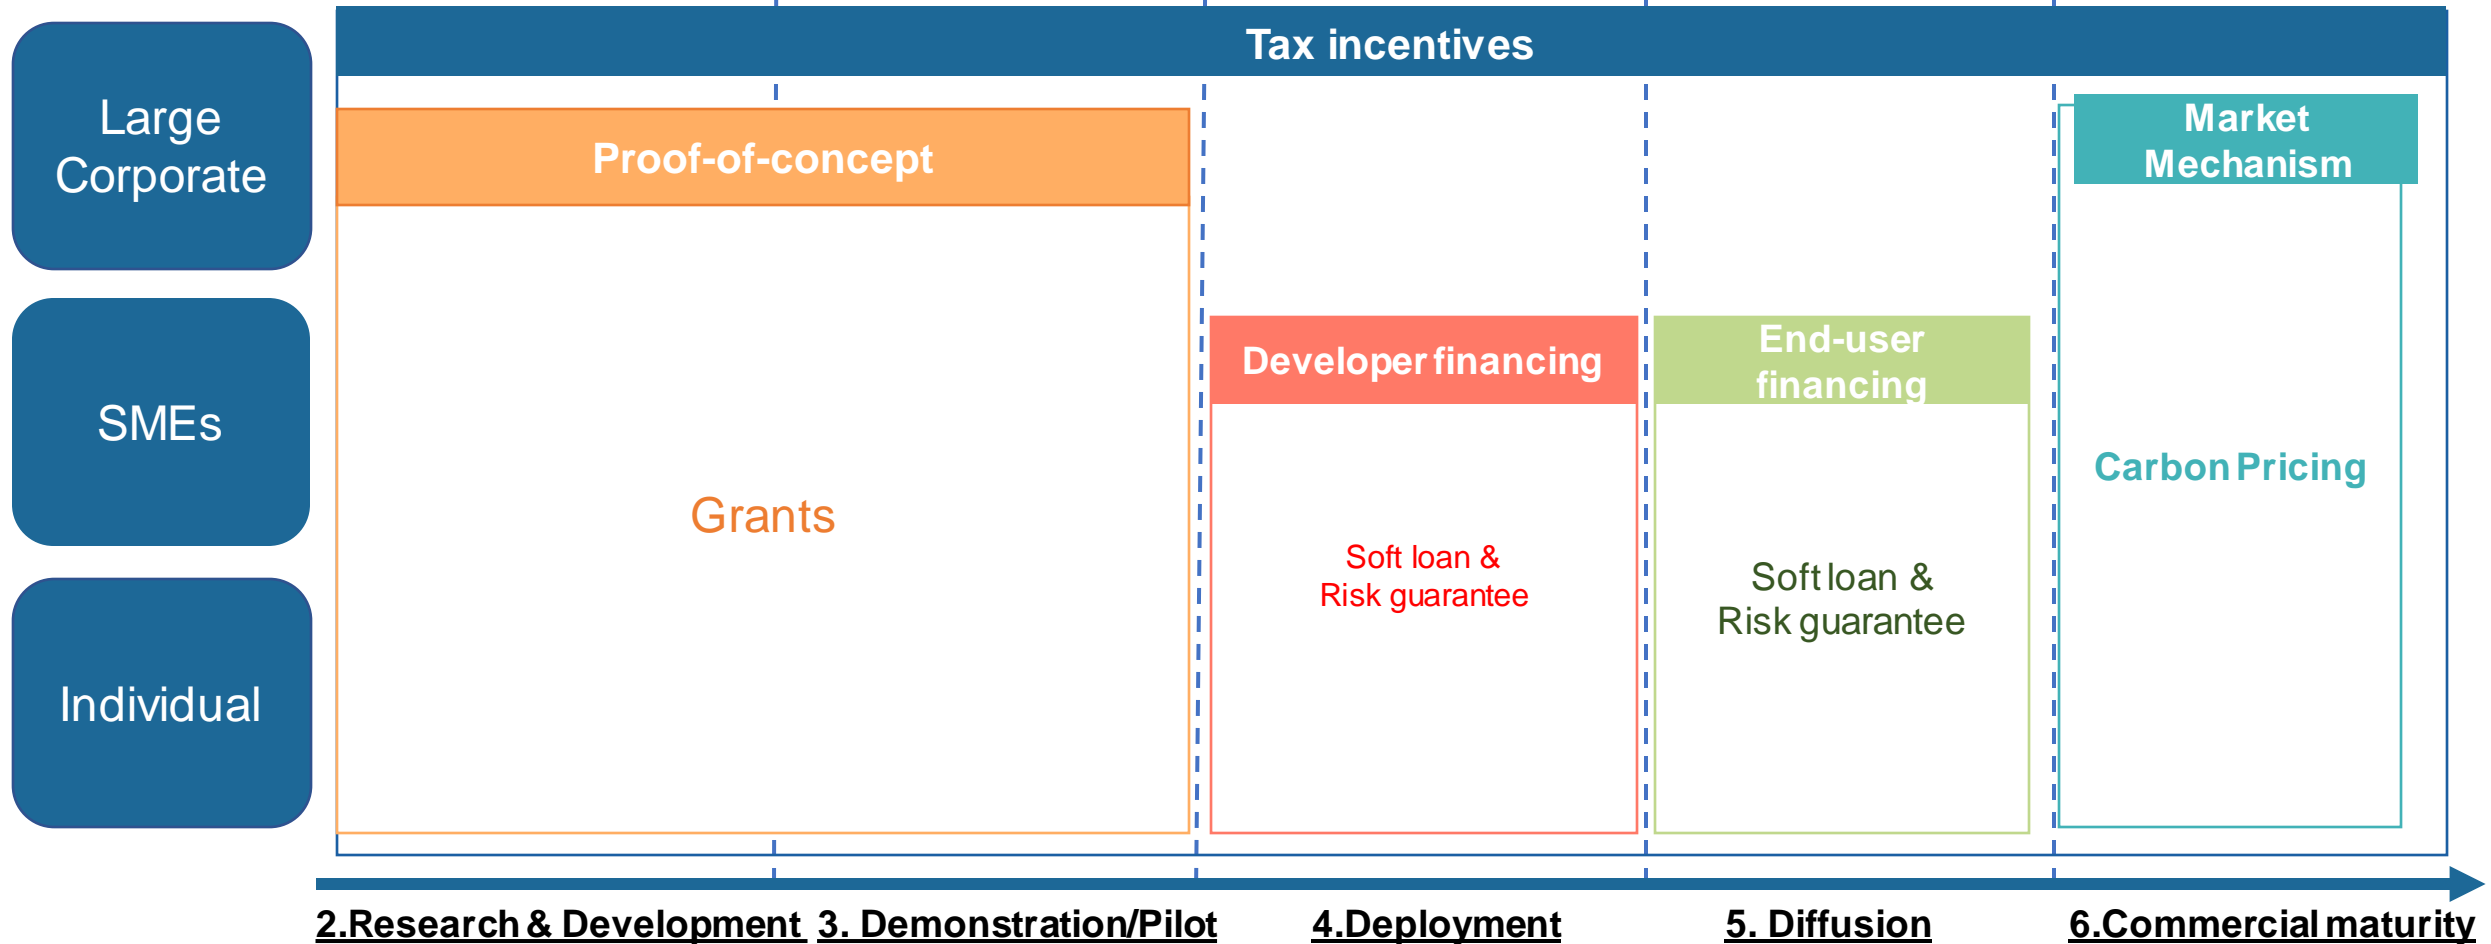 Tax incentives
Large
Corporate
Proof-of-concept
Market
Mechanism
SMEs
Developer financing
End-user
financing
Carbon Pricing
Grants
Soft loan &
Risk guarantee
Soft loan &
Risk guarantee
Individual
2.Research & Development
3. Demonstration/Pilot
4.Deployment
5. Diffusion
6.Commercial maturity